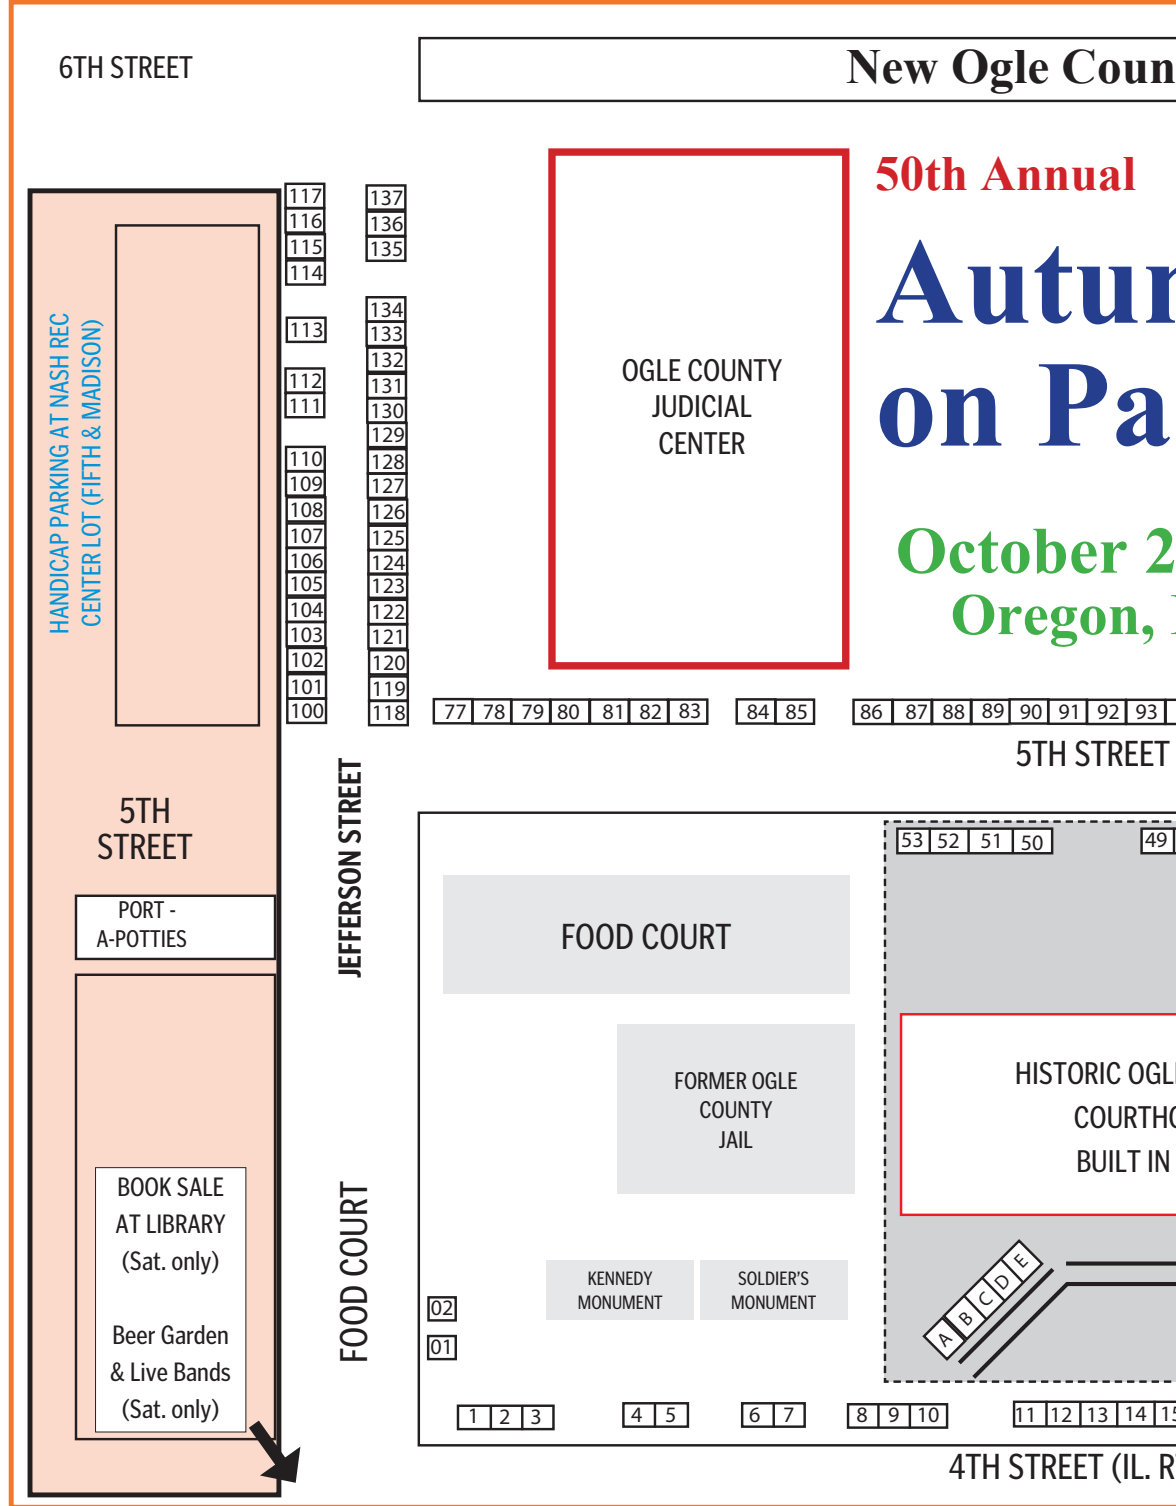 6TH STREET
New Ogle Coun
50th Annual
Autu
on Pa
October 2
Oregon,
117
116
115
114
113
112
111
110
109
108
107
106
105
104
103
102
101
100
137
136
135
134
133
132
131
130
129
128
127
126
125
124
123
122
121
120
119
118
HANDICAP PARKING AT NASH REC
CENTER LOT (FIFTH & MADISON)
OGLE COUNTY
JUDICIAL
CENTER
77 78 79 80 81 82 83 84 85 86 87 88 89 90 91 92 93
5TH STREET
5TH
STREET
JEFFERSON STREET
53 52 51 50 49
PORT -
A-POTTIES
FOOD COURT
FORMER OGLE
COUNTY
JAIL
HISTORIC OGL
COURTHO
BUILT IN
BOOK SALE
AT LIBRARY
(Sat. only)
Beer Garden
& Live Bands
(Sat. only)
FOOD COURT
KENNEDY
MONUMENT
SOLDIER'S
MONUMENT
A B C D E
02
01
1 2 3 4 5 6 7 8 9 10 11 12 13 14 15
4TH STREET (IL. R